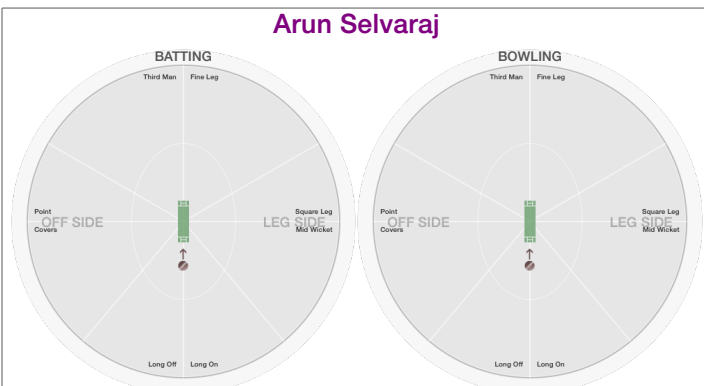 Arun Selvaraj
BATTING
Third Man
Fine Leg
Point
OFF SIDE
Covers
Square Leg
LEG SIDE
Mid Wicket
Long Off
Long On
BOWLING
Third Man
Fine Leg
Point
OFF SIDE
Covers
Square Leg
LEG SIDE
Mid Wicket
Long Off
Long On